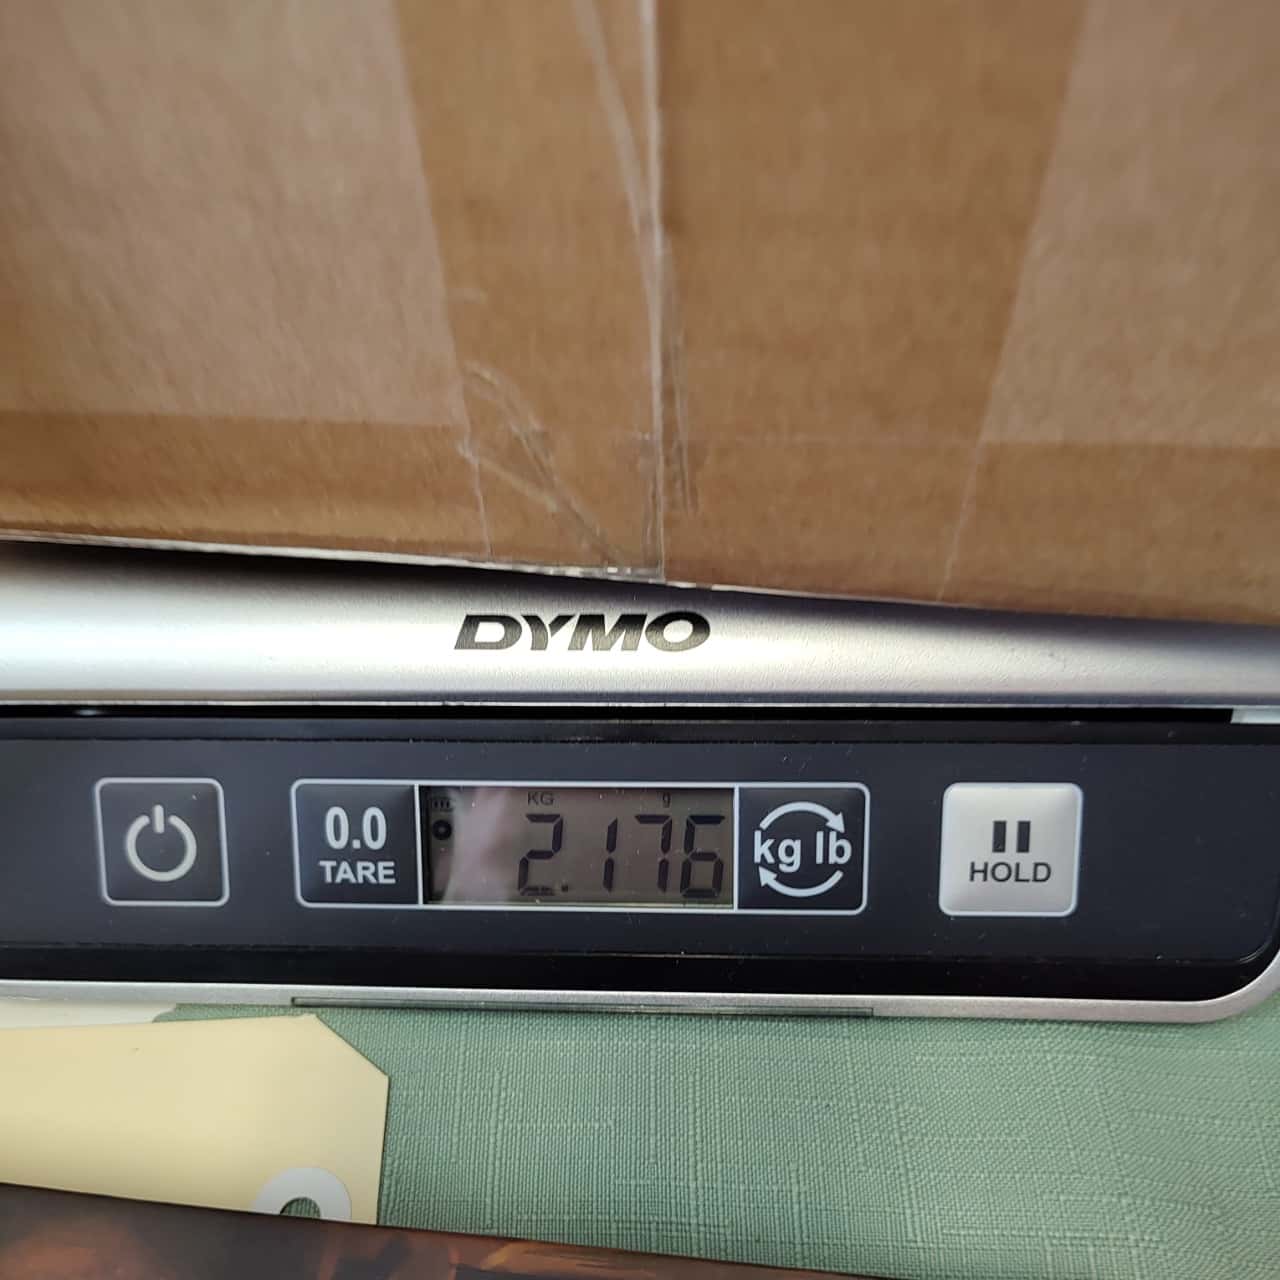 DYMO
0.0
TARE
KG g
2.176
kg lb
HOLD